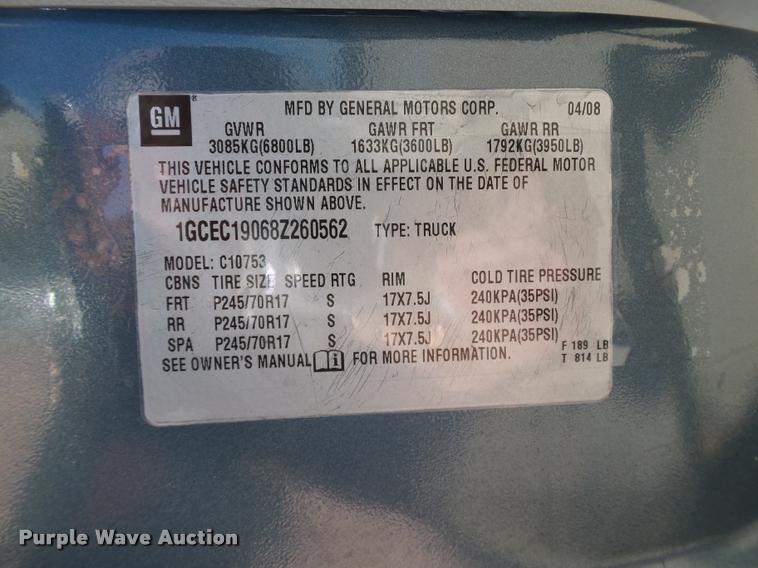 GM ® MFD BY GENERAL MOTORS CORP. 04/08
GVWR GAWR FRT GAWR RR
3085KG(6800LB) 1633KG(3600LB) 1792KG(3950LB)
THIS VEHICLE CONFORMS TO ALL APPLICABLE U.S. FEDERAL MOTOR
VEHICLE SAFETY STANDARDS IN EFFECT ON THE DATE OF
MANUFACTURE SHOWN ABOVE.
1GCEC19068Z260562 TYPE: TRUCK
MODEL: C10753
CBNS TIRE SIZE SPEED RTG RIM COLD TIRE PRESSURE
FRT P245/70R17 S 17X7.5J 240KPA(35PSI)
RR P245/70R17 S 17X7.5J 240KPA(35PSI)
SPA P245/70R17 S 17X7.5J 240KPA(35PSI)
SEE OWNER'S MANUAL i FOR MORE INFORMATION.
F 189 LB
T 814 LB
Purple Wave Auction